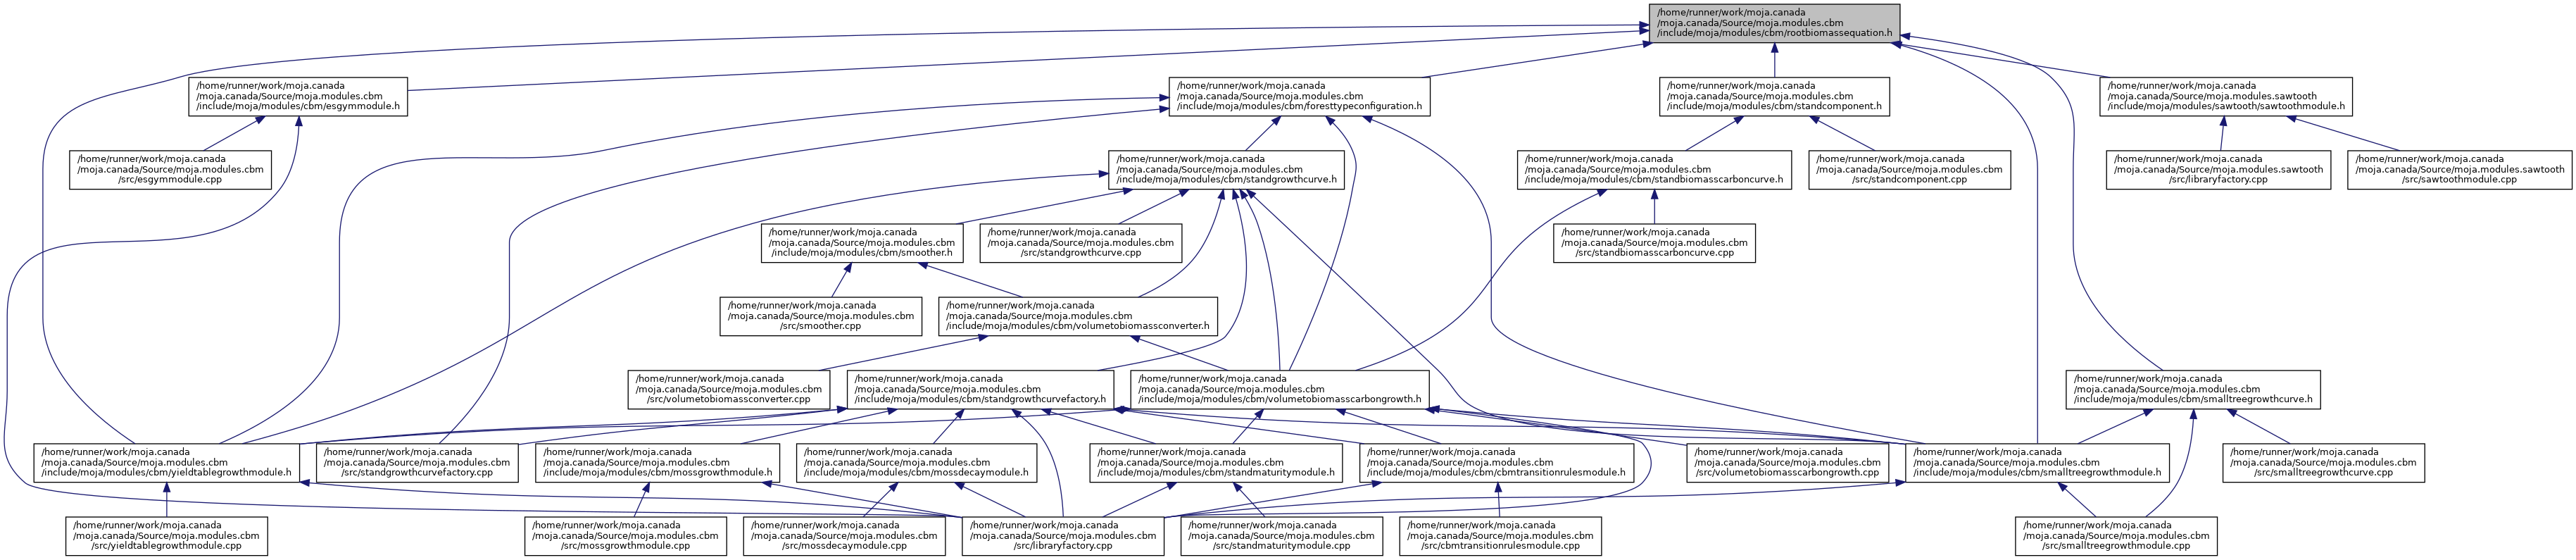 /home/runner/work/moja.canada
/moja.canada/Source/moja.modules.cbm
/include/moja/modules/cbm/rootbiomassequation.h
/home/runner/work/moja.canada
/moja.canada/Source/moja.modules.cbm
/include/moja/modules/cbm/esgymmodule.h
/home/runner/work/moja.canada
/moja.canada/Source/moja.modules.cbm
/include/moja/modules/cbm/foresttypeconfiguration.h
/home/runner/work/moja.canada
/moja.canada/Source/moja.modules.cbm
/include/moja/modules/cbm/standcomponent.h
/home/runner/work/moja.canada
/moja.canada/Source/moja.modules.sawtooth
/include/moja/modules/sawtooth/sawtoothmodule.h
/home/runner/work/moja.canada
/moja.canada/Source/moja.modules.cbm
/src/esgymmodule.cpp
/home/runner/work/moja.canada
/moja.canada/Source/moja.modules.cbm
/include/moja/modules/cbm/standgrowthcurve.h
/home/runner/work/moja.canada
/moja.canada/Source/moja.modules.cbm
/include/moja/modules/cbm/standbiomasscarboncurve.h
/home/runner/work/moja.canada
/moja.canada/Source/moja.modules.cbm
/src/standcomponent.cpp
/home/runner/work/moja.canada
/moja.canada/Source/moja.modules.sawtooth
/src/libraryfactory.cpp
/home/runner/work/moja.canada
/moja.canada/Source/moja.modules.sawtooth
/src/sawtoothmodule.cpp
/home/runner/work/moja.canada
/moja.canada/Source/moja.modules.cbm
/include/moja/modules/cbm/smoother.h
/home/runner/work/moja.canada
/moja.canada/Source/moja.modules.cbm
/src/standgrowthcurve.cpp
/home/runner/work/moja.canada
/moja.canada/Source/moja.modules.cbm
/src/standbiomasscarboncurve.cpp
/home/runner/work/moja.canada
/moja.canada/Source/moja.modules.cbm
/src/smoother.cpp
/home/runner/work/moja.canada
/moja.canada/Source/moja.modules.cbm
/include/moja/modules/cbm/volumetobiomassconverter.h
/home/runner/work/moja.canada
/moja.canada/Source/moja.modules.cbm
/src/volumetobiomassconverter.cpp
/home/runner/work/moja.canada
/moja.canada/Source/moja.modules.cbm
/include/moja/modules/cbm/standgrowthcurvefactory.h
/home/runner/work/moja.canada
/moja.canada/Source/moja.modules.cbm
/include/moja/modules/cbm/volumetobiomasscarbongrowth.h
/home/runner/work/moja.canada
/moja.canada/Source/moja.modules.cbm
/include/moja/modules/cbm/smalltreegrowthcurve.h
/home/runner/work/moja.canada
/moja.canada/Source/moja.modules.cbm
/include/moja/modules/cbm/yieldtablegrowthmodule.h
/home/runner/work/moja.canada
/moja.canada/Source/moja.modules.cbm
/src/standgrowthcurvefactory.cpp
/home/runner/work/moja.canada
/moja.canada/Source/moja.modules.cbm
/include/moja/modules/cbm/mossgrowthmodule.h
/home/runner/work/moja.canada
/moja.canada/Source/moja.modules.cbm
/include/moja/modules/cbm/mossdecaymodule.h
/home/runner/work/moja.canada
/moja.canada/Source/moja.modules.cbm
/include/moja/modules/cbm/standmaturitymodule.h
/home/runner/work/moja.canada
/moja.canada/Source/moja.modules.cbm
/include/moja/modules/cbm/cbmtransitionrulesmodule.h
/home/runner/work/moja.canada
/moja.canada/Source/moja.modules.cbm
/src/volumetobiomasscarbongrowth.cpp
/home/runner/work/moja.canada
/moja.canada/Source/moja.modules.cbm
/include/moja/modules/cbm/smalltreegrowthmodule.h
/home/runner/work/moja.canada
/moja.canada/Source/moja.modules.cbm
/src/smalltreegrowthcurve.cpp
/home/runner/work/moja.canada
/moja.canada/Source/moja.modules.cbm
/src/yieldtablegrowthmodule.cpp
/home/runner/work/moja.canada
/moja.canada/Source/moja.modules.cbm
/src/mossgrowthmodule.cpp
/home/runner/work/moja.canada
/moja.canada/Source/moja.modules.cbm
/src/mossdecaymodule.cpp
/home/runner/work/moja.canada
/moja.canada/Source/moja.modules.cbm
/src/libraryfactory.cpp
/home/runner/work/moja.canada
/moja.canada/Source/moja.modules.cbm
/src/standmaturitymodule.cpp
/home/runner/work/moja.canada
/moja.canada/Source/moja.modules.cbm
/src/cbmtransitionrulesmodule.cpp
/home/runner/work/moja.canada
/moja.canada/Source/moja.modules.cbm
/src/smalltreegrowthmodule.cpp